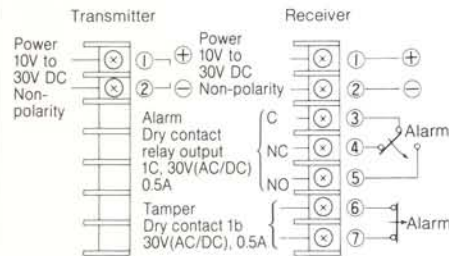 Transmitter
Power
10V to
30V DC
Non-
polarity
① ⊕
② ⊖
Receiver
Power
10V to
30V DC
Non-polarity
① ⊕
② ⊖
Alarm
Dry contact
relay output
1C, 30V(AC/DC)
0.5A
C ③
NC ④
NO ⑤
Alarm
Tamper
Dry contact 1b
30V(AC/DC), 0.5A
⑥
⑦
Alarm